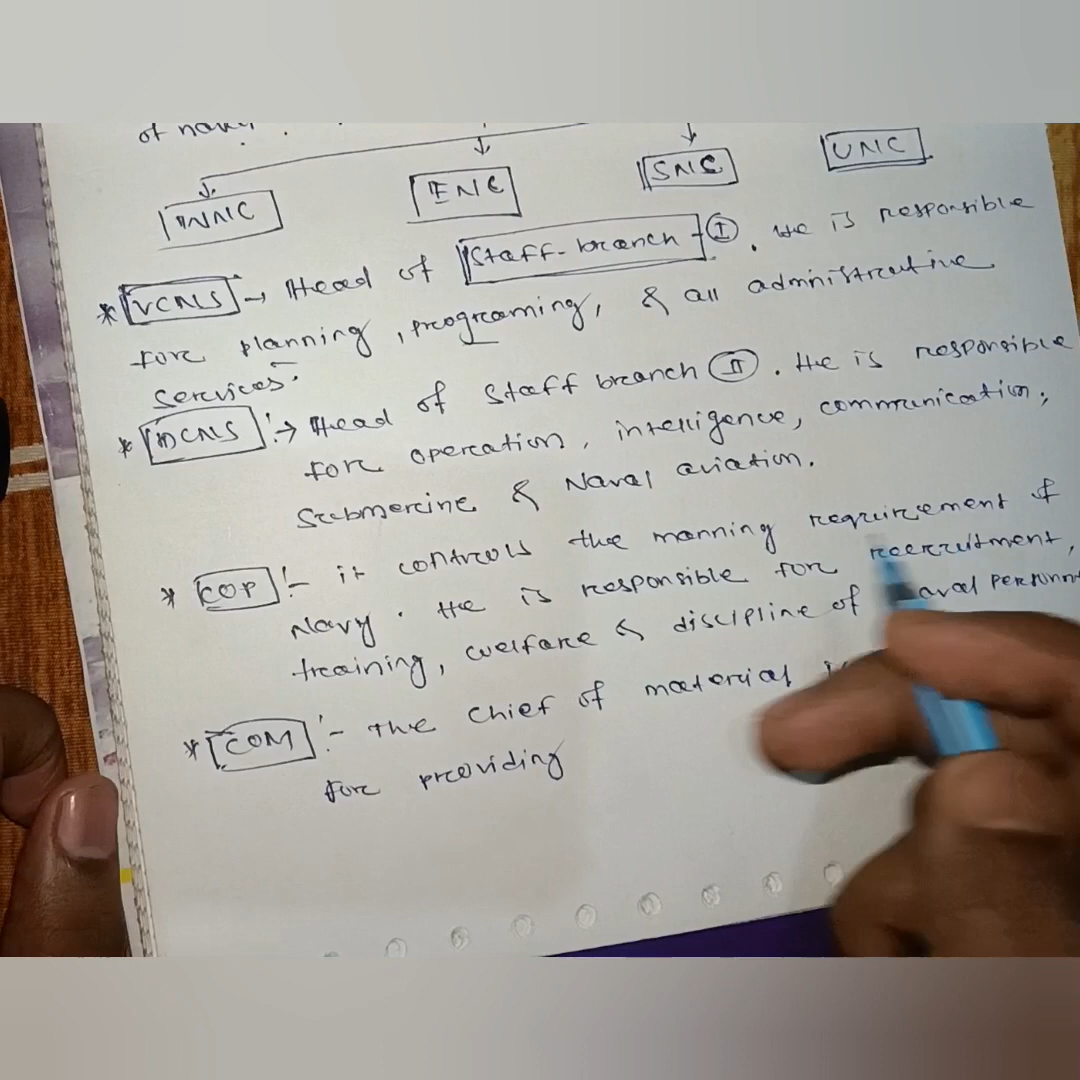 of navy.
WNC ENC SNC UNC
* VCNS → Head of Staff-branch - I. He is responsible
for planning, programing, & all administrative
services.
* DCNS :→ Head of Staff branch II. He is responsible
for operation, intelligence, communication,
Submarine & Naval aviation.
* COP :- it controls the manning requirement of
Navy. He is responsible for recruitment,
training, welfare & discipline of
* COM :- The chief of material
for providing